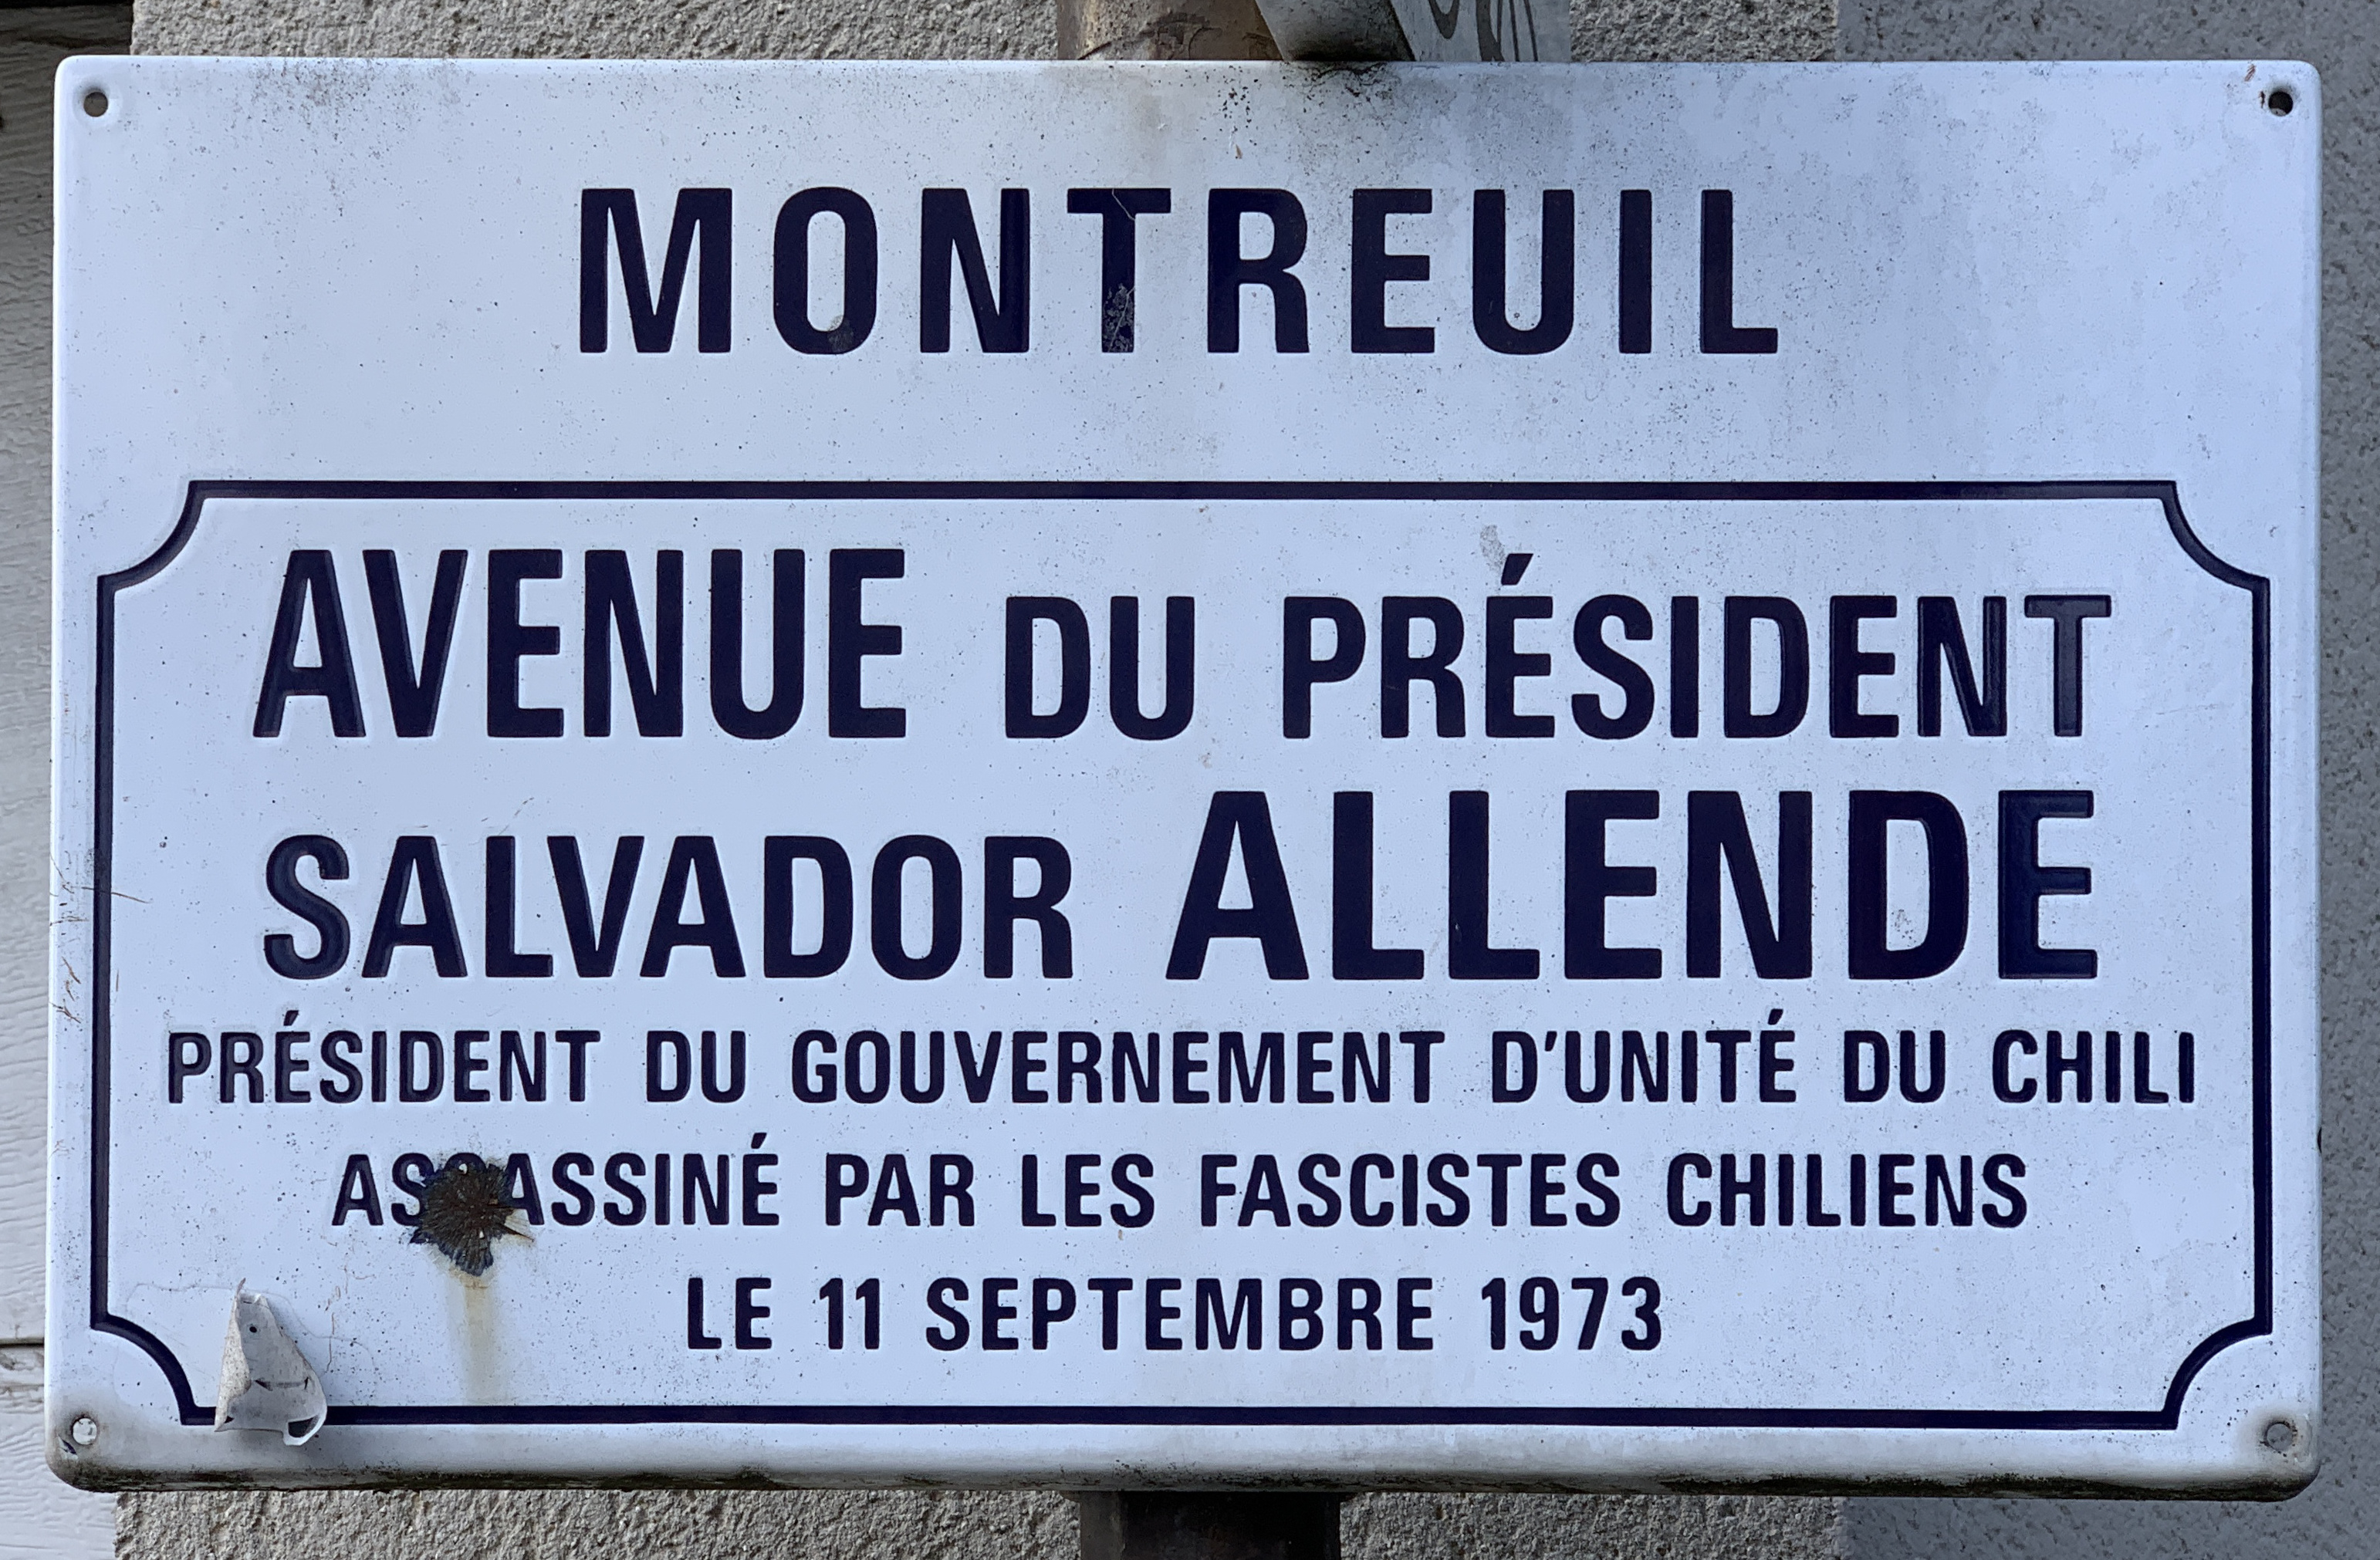 MONTREUIL
AVENUE DU PRÉSIDENT
SALVADOR ALLENDE
PRÉSIDENT DU GOUVERNEMENT D'UNITÉ DU CHILI
ASSASSINÉ PAR LES FASCISTES CHILIENS
LE 11 SEPTEMBRE 1973